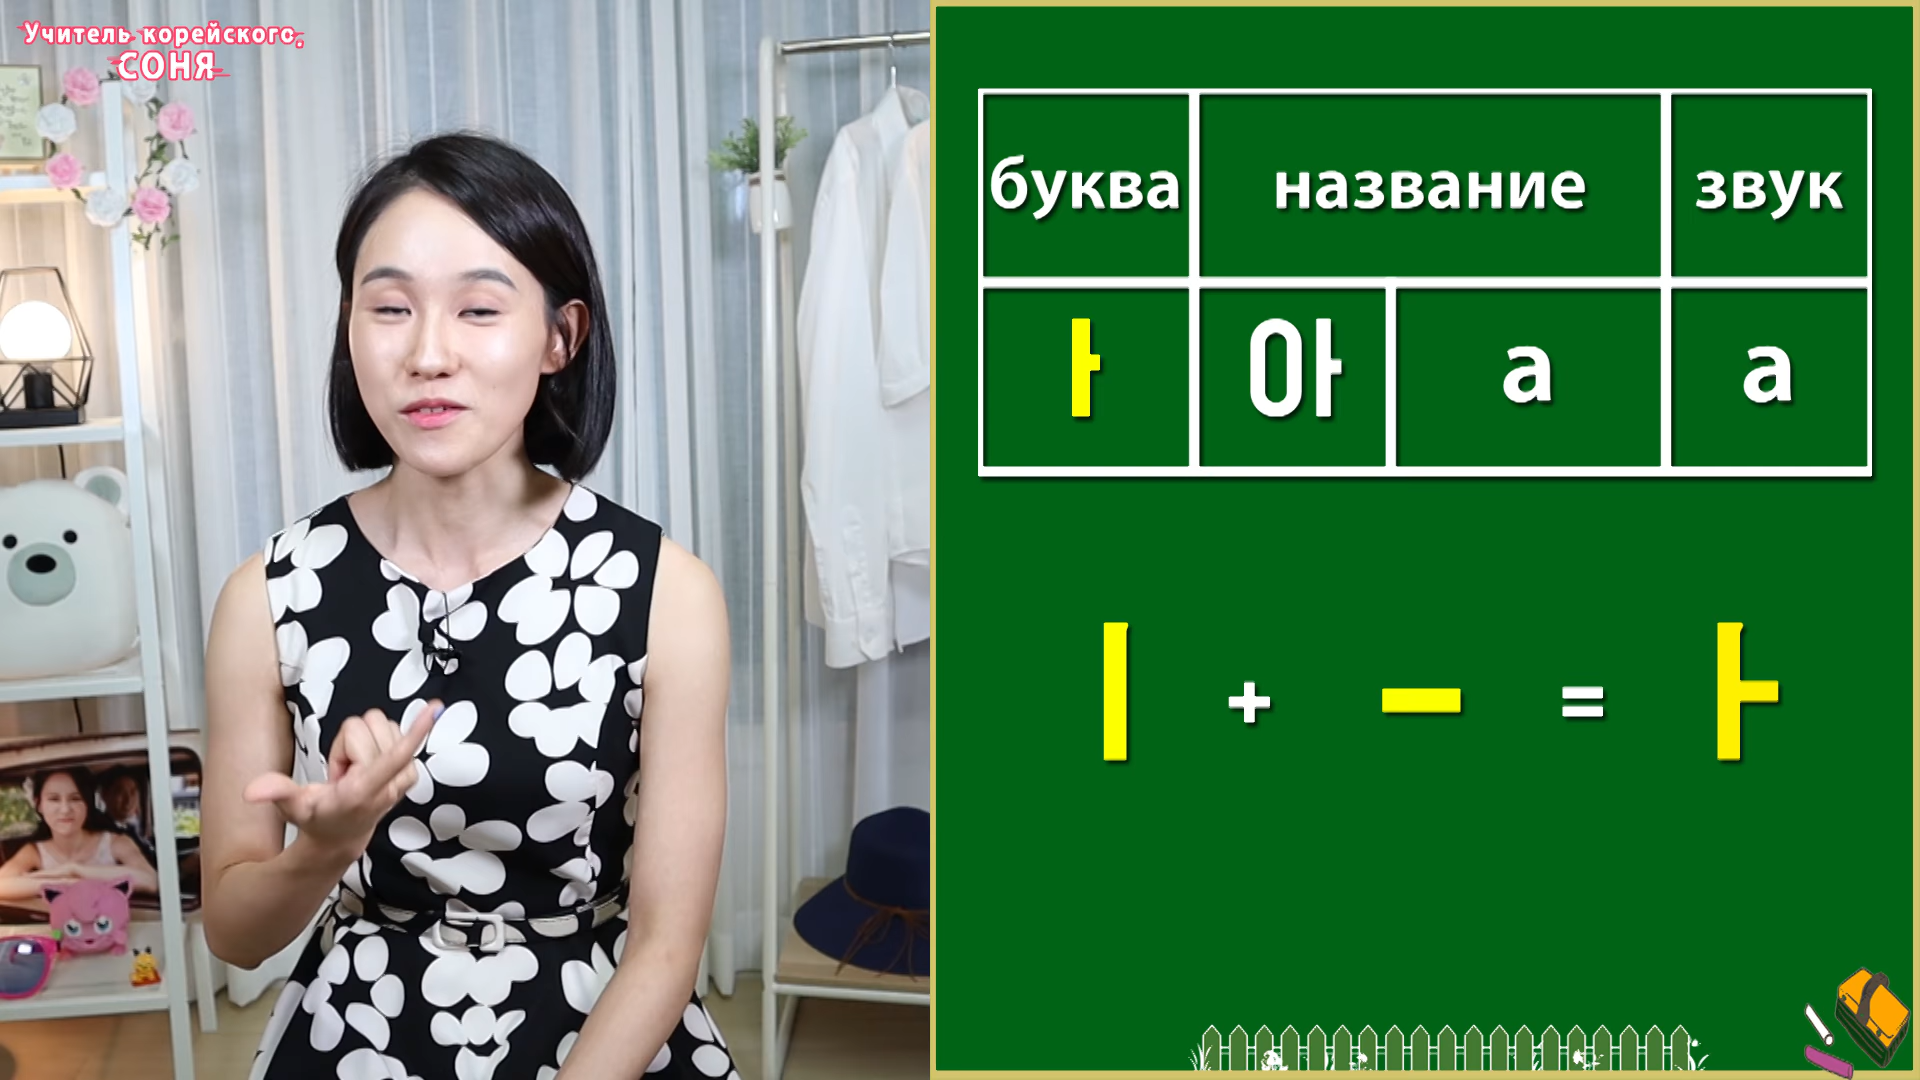 Учитель корейского,
СОНЯ
буква название звук
ㅏ 아 а а
ㅣ + ㅡ = ㅏ